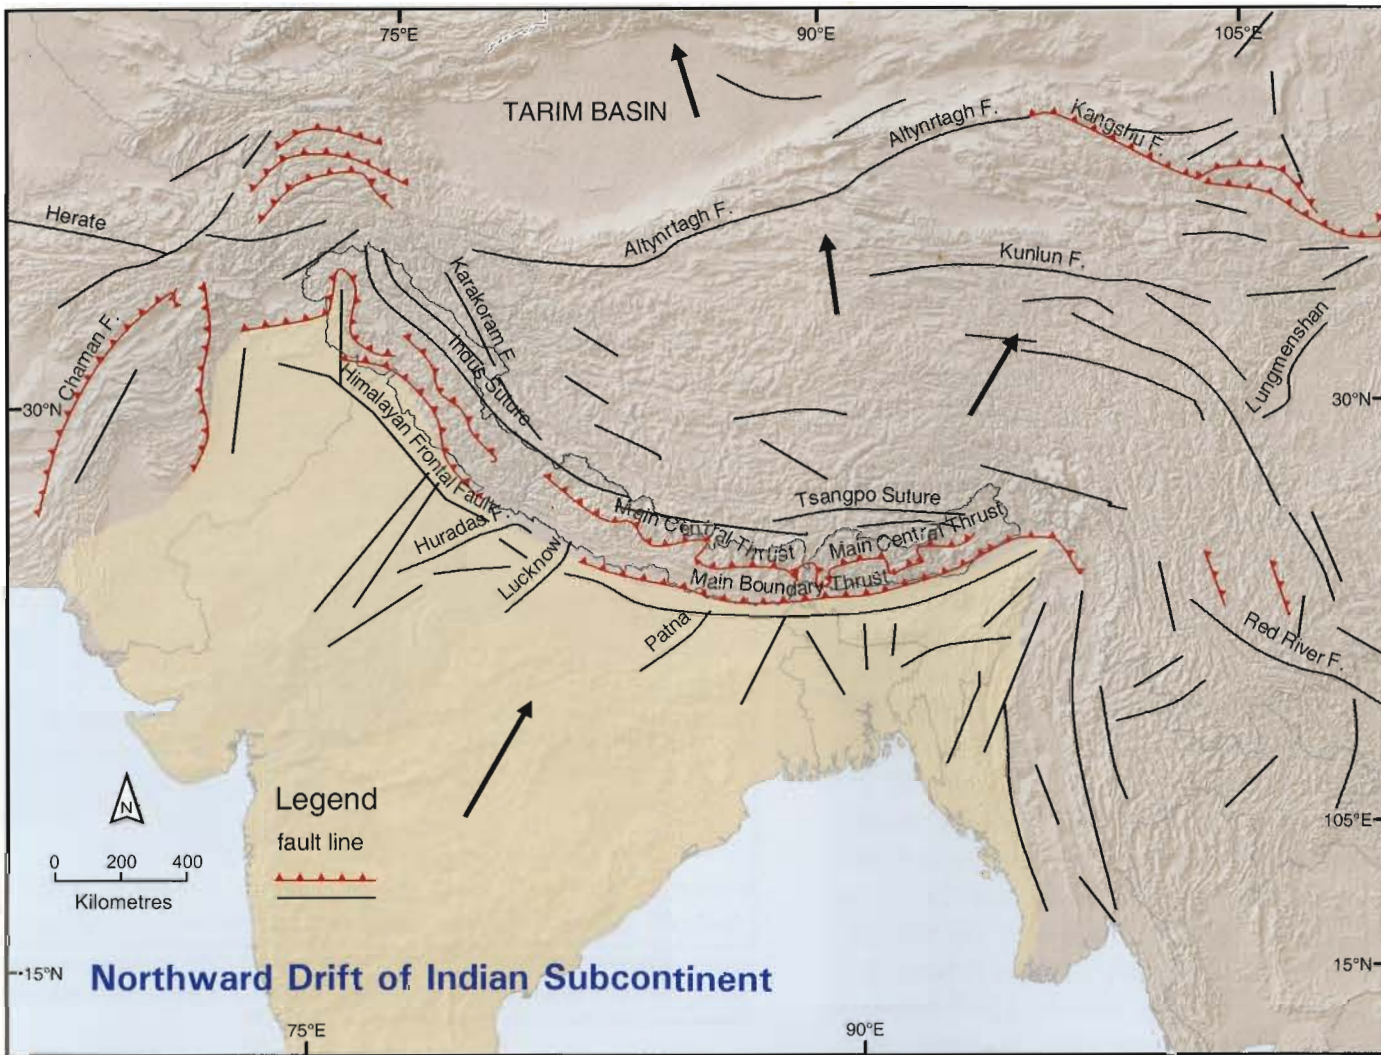 75°E
90°E
105°E
TARIM BASIN
Altynrtagh F.
Kangshu F.
Herate
Altynrtagh F.
Kunlun F.
Karakoram F.
Chaman F.
Indus Suture
Lungmenshan
30°N
30°N
Himalayan Frontal Fault
Tsangpo Suture
Main Central Thrust
Main Central Thrust
Huradas F.
Lucknow
Main Boundary Thrust
Patna
Red River F.
N
Legend
fault line
0 200 400
Kilometres
105°E
15°N
15°N
Northward Drift of Indian Subcontinent
75°E
90°E